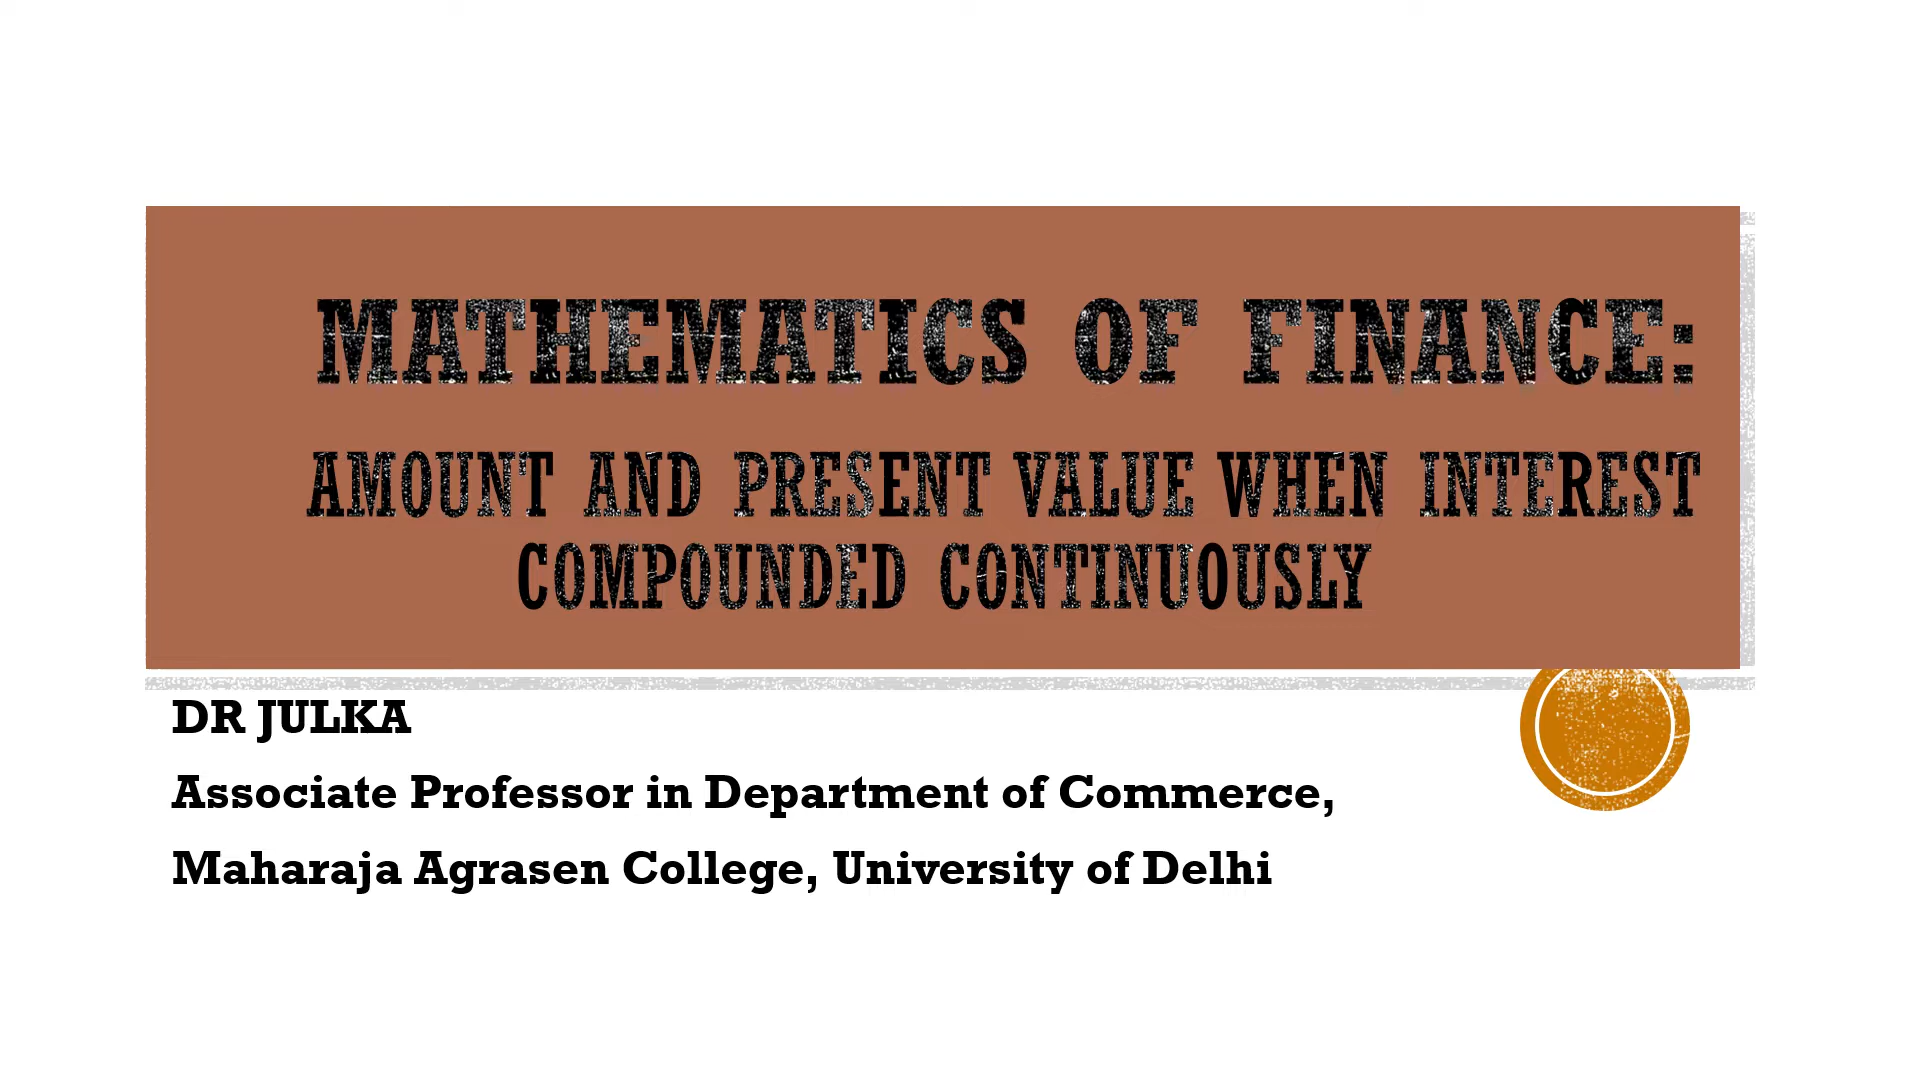 MATHEMATICS OF FINANCE:
AMOUNT AND PRESENT VALUE WHEN INTEREST
COMPOUNDED CONTINUOUSLY
DR JULKA
Associate Professor in Department of Commerce,
Maharaja Agrasen College, University of Delhi